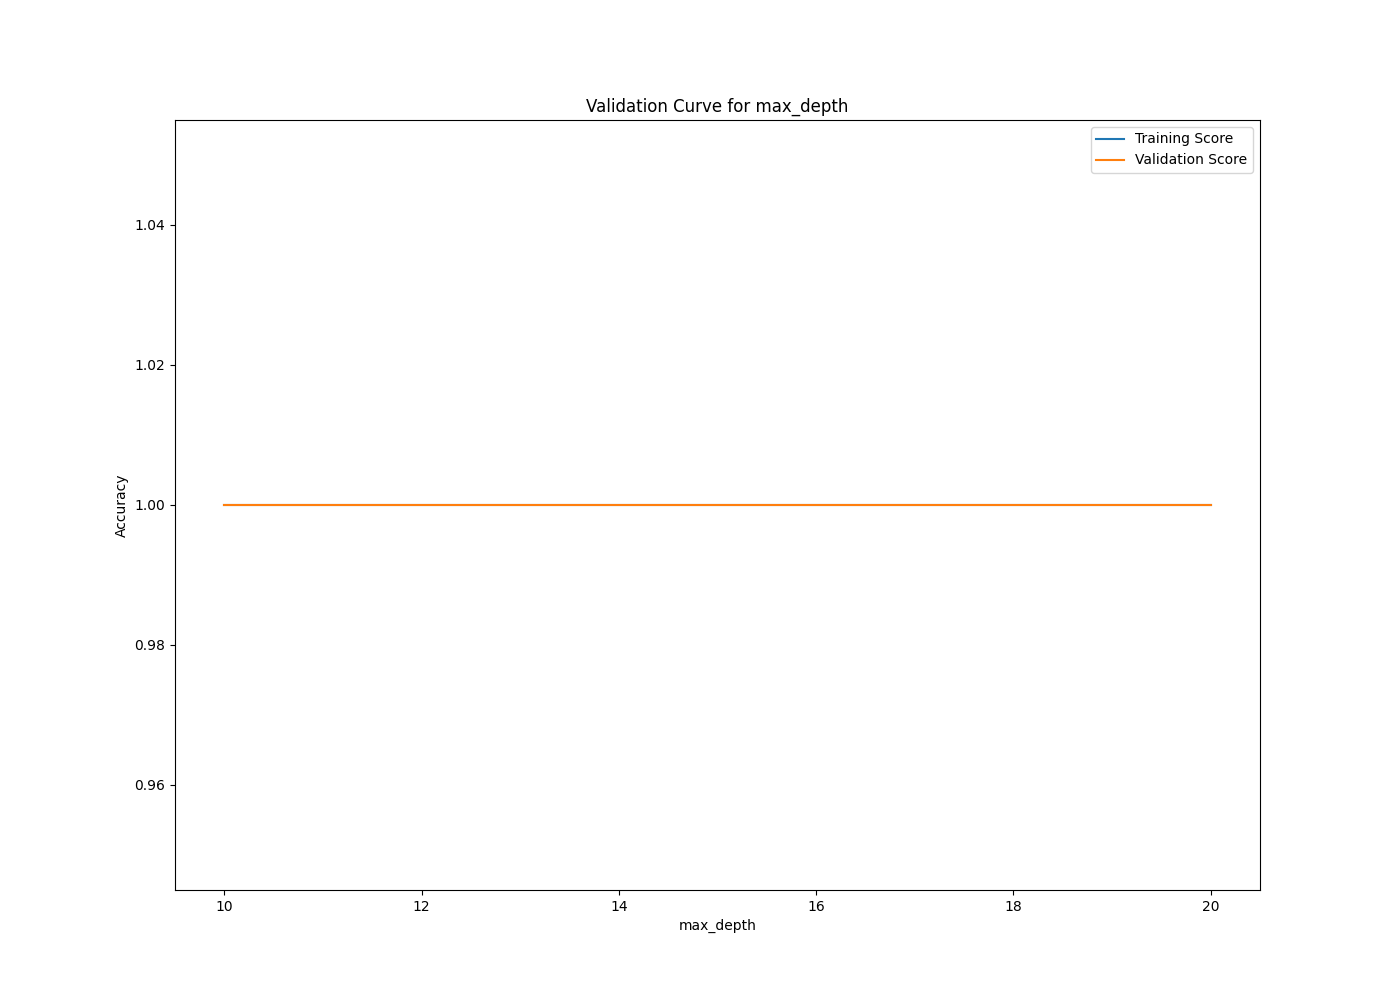 Validation Curve for max_depth
Training Score
Validation Score
1.04
1.02
1.00
0.98
0.96
Accuracy
10 12 14 16 18 20
max_depth